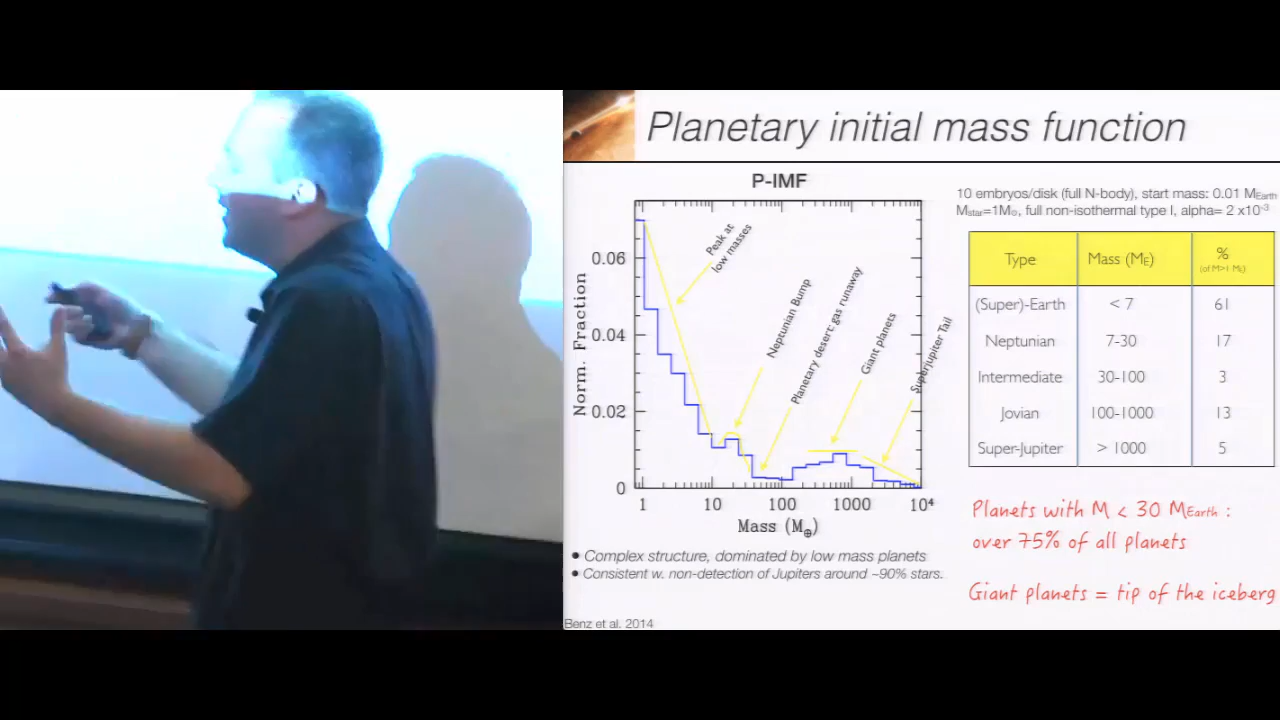 Planetary initial mass function
P-IMF
Norm. Fraction
0.06
0.04
0.02
0
1
10
100
1000
10⁴
Mass (M⊕)
Peak at
low masses
Neptunian Bump
Planetary desert: gas runaway
Giant planets
Superjupiter Tail
• Complex structure, dominated by low mass planets
• Consistent w. non-detection of Jupiters around ~90% stars.
Benz et al. 2014
10 embryos/disk (full N-body), start mass: 0.01 MEarth
Mstar=1M⊙, full non-isothermal type I, alpha= 2 x10⁻³
Type Mass (ME) %
(of M>1 ME)
(Super)-Earth < 7 61
Neptunian 7-30 17
Intermediate 30-100 3
Jovian 100-1000 13
Super-Jupiter > 1000 5
Planets with M < 30 MEarth :
over 75% of all planets
Giant planets = tip of the iceberg